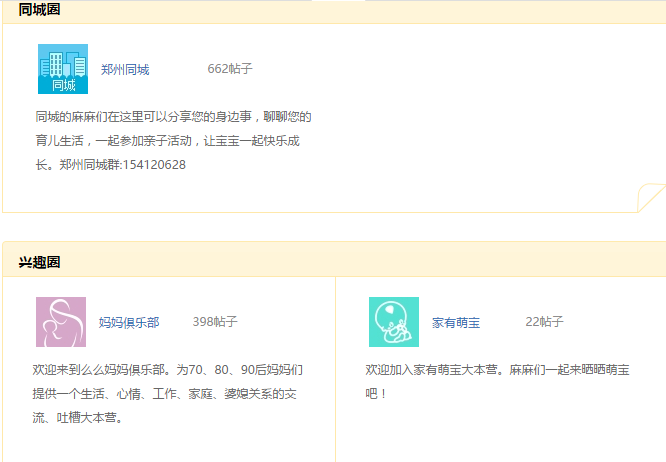 同城圈
同城
郑州同城 662帖子
同城的麻麻们在这里可以分享您的身边事，聊聊您的
育儿生活，一起参加亲子活动，让宝宝一起快乐成
长。郑州同城群:154120628
兴趣圈
妈妈俱乐部 398帖子
欢迎来到么么妈妈俱乐部。为70、80、90后妈妈们
提供一个生活、心情、工作、家庭、婆媳关系的交
流、吐槽大本营。
家有萌宝 22帖子
欢迎加入家有萌宝大本营。麻麻们一起来晒晒萌宝
吧！